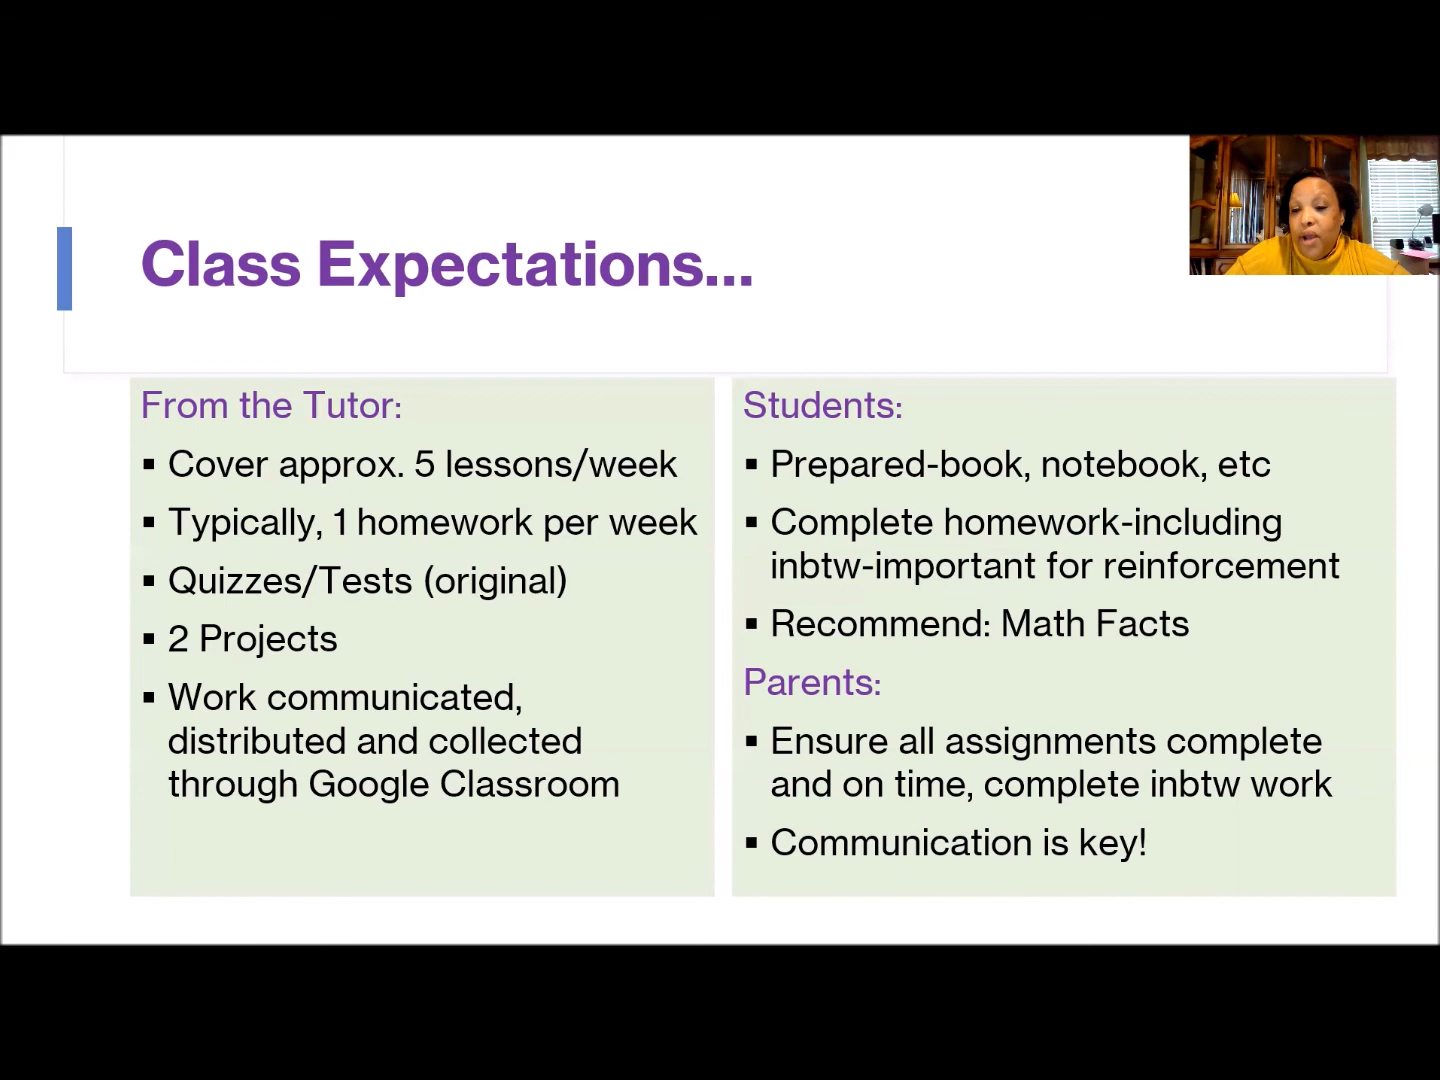 Class Expectations...
From the Tutor:
▪ Cover approx. 5 lessons/week
▪ Typically, 1 homework per week
▪ Quizzes/Tests (original)
▪ 2 Projects
▪ Work communicated,
distributed and collected
through Google Classroom
Students:
▪ Prepared-book, notebook, etc
▪ Complete homework-including
inbtw-important for reinforcement
▪ Recommend: Math Facts
Parents:
▪ Ensure all assignments complete
and on time, complete inbtw work
▪ Communication is key!